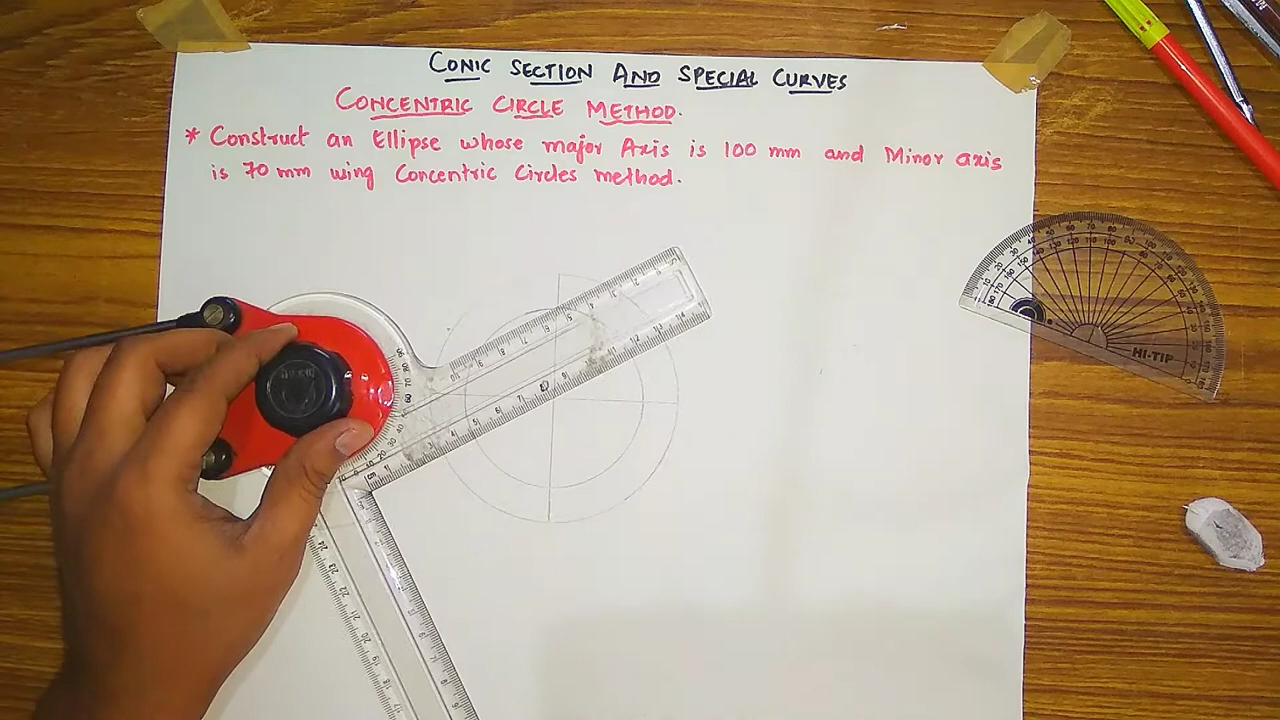 CONIC SECTION AND SPECIAL CURVES
CONCENTRIC CIRCLE METHOD.
* Construct an Ellipse whose major Axis is 100 mm and Minor axis
is 70 mm using Concentric Circles method.
HI-TIP